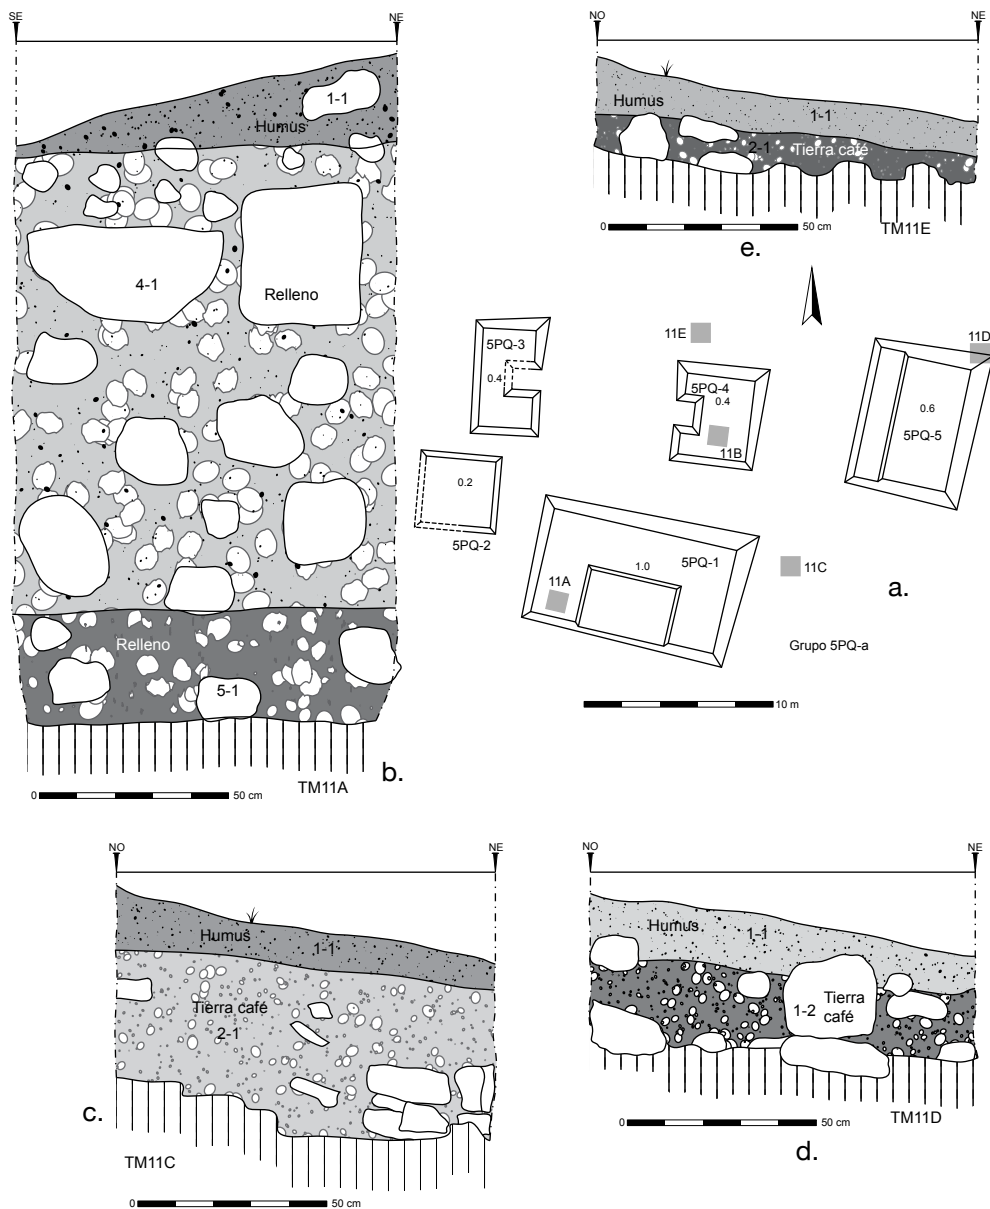 SE
NE
1-1
Humus
4-1
Relleno
Relleno
5-1
TM11A
0
50 cm
b.
NO
NE
Humus
1-1
2-1
Tierra café
TM11E
0
50 cm
e.
5PQ-3
0.4
11E
5PQ-4
0.4
11B
11D
0.6
5PQ-5
0.2
5PQ-2
5PQ-1
1.0
11A
11C
a.
Grupo 5PQ-a
10 m
NO
NE
Humus
1-1
Tierra café
2-1
c.
TM11C
0
50 cm
NO
NE
Humus
1-1
1-2
Tierra
café
TM11D
0
50 cm
d.